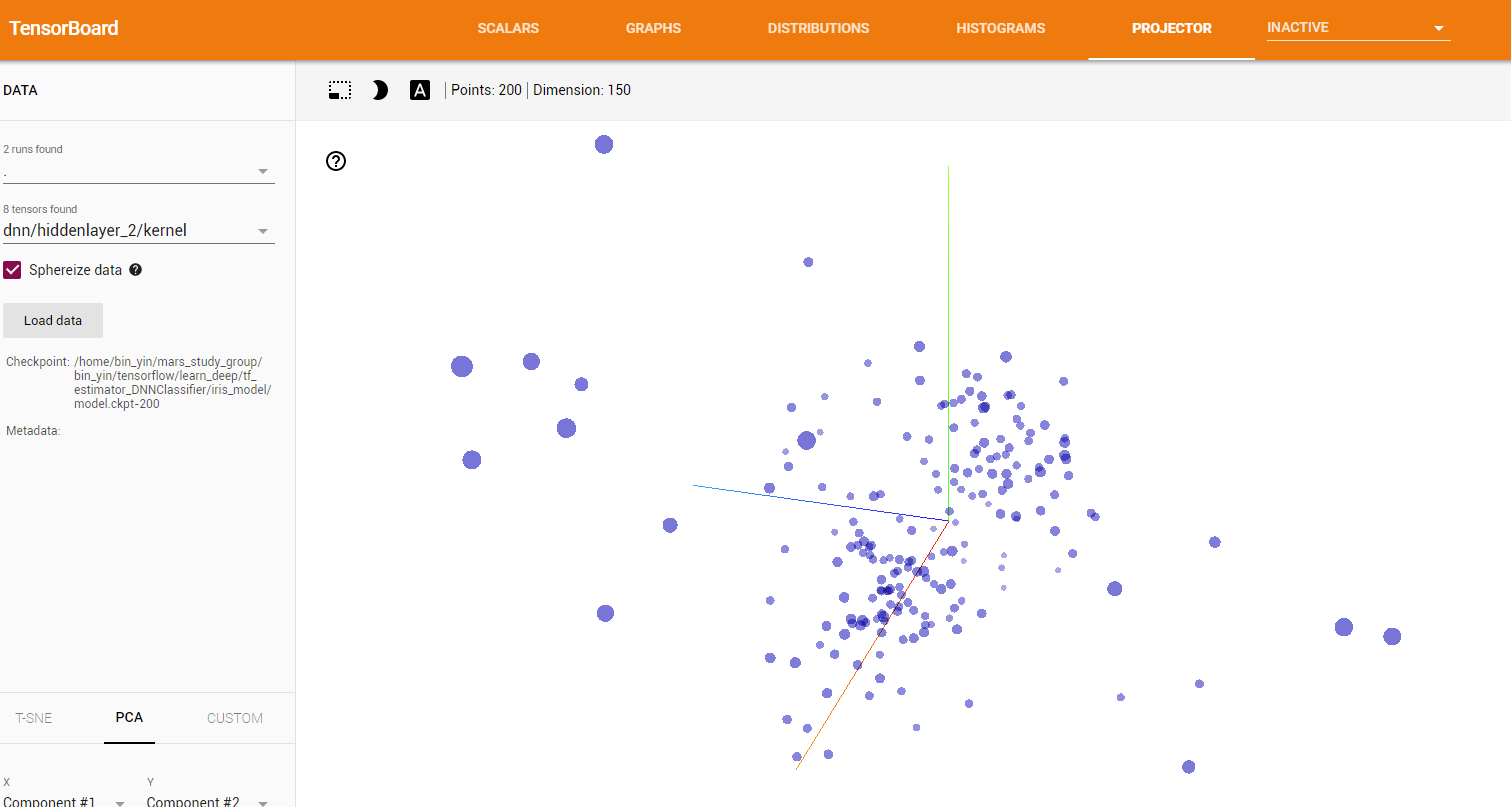 TensorBoard
SCALARS
GRAPHS
DISTRIBUTIONS
HISTOGRAMS
PROJECTOR
INACTIVE
DATA
A
Points: 200
Dimension: 150
2 runs found
.
8 tensors found
dnn/hiddenlayer_2/kernel
Sphereize data ?
Load data
Checkpoint: /home/bin_yin/mars_study_group/
bin_yin/tensorflow/learn_deep/tf_
estimator_DNNClassifier/iris_model/
model.ckpt-200
Metadata:
?
T-SNE
PCA
CUSTOM
X
Y
Component #1
Component #2